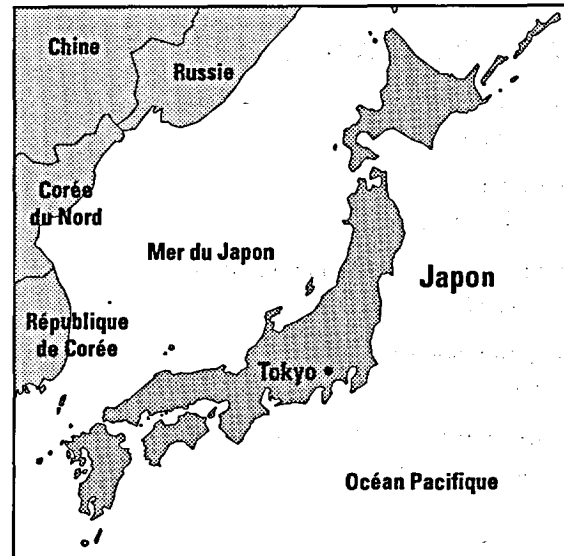 Chine
Russie
Corée
du Nord
Mer du Japon
Japon
République
de Corée
Tokyo
Océan Pacifique